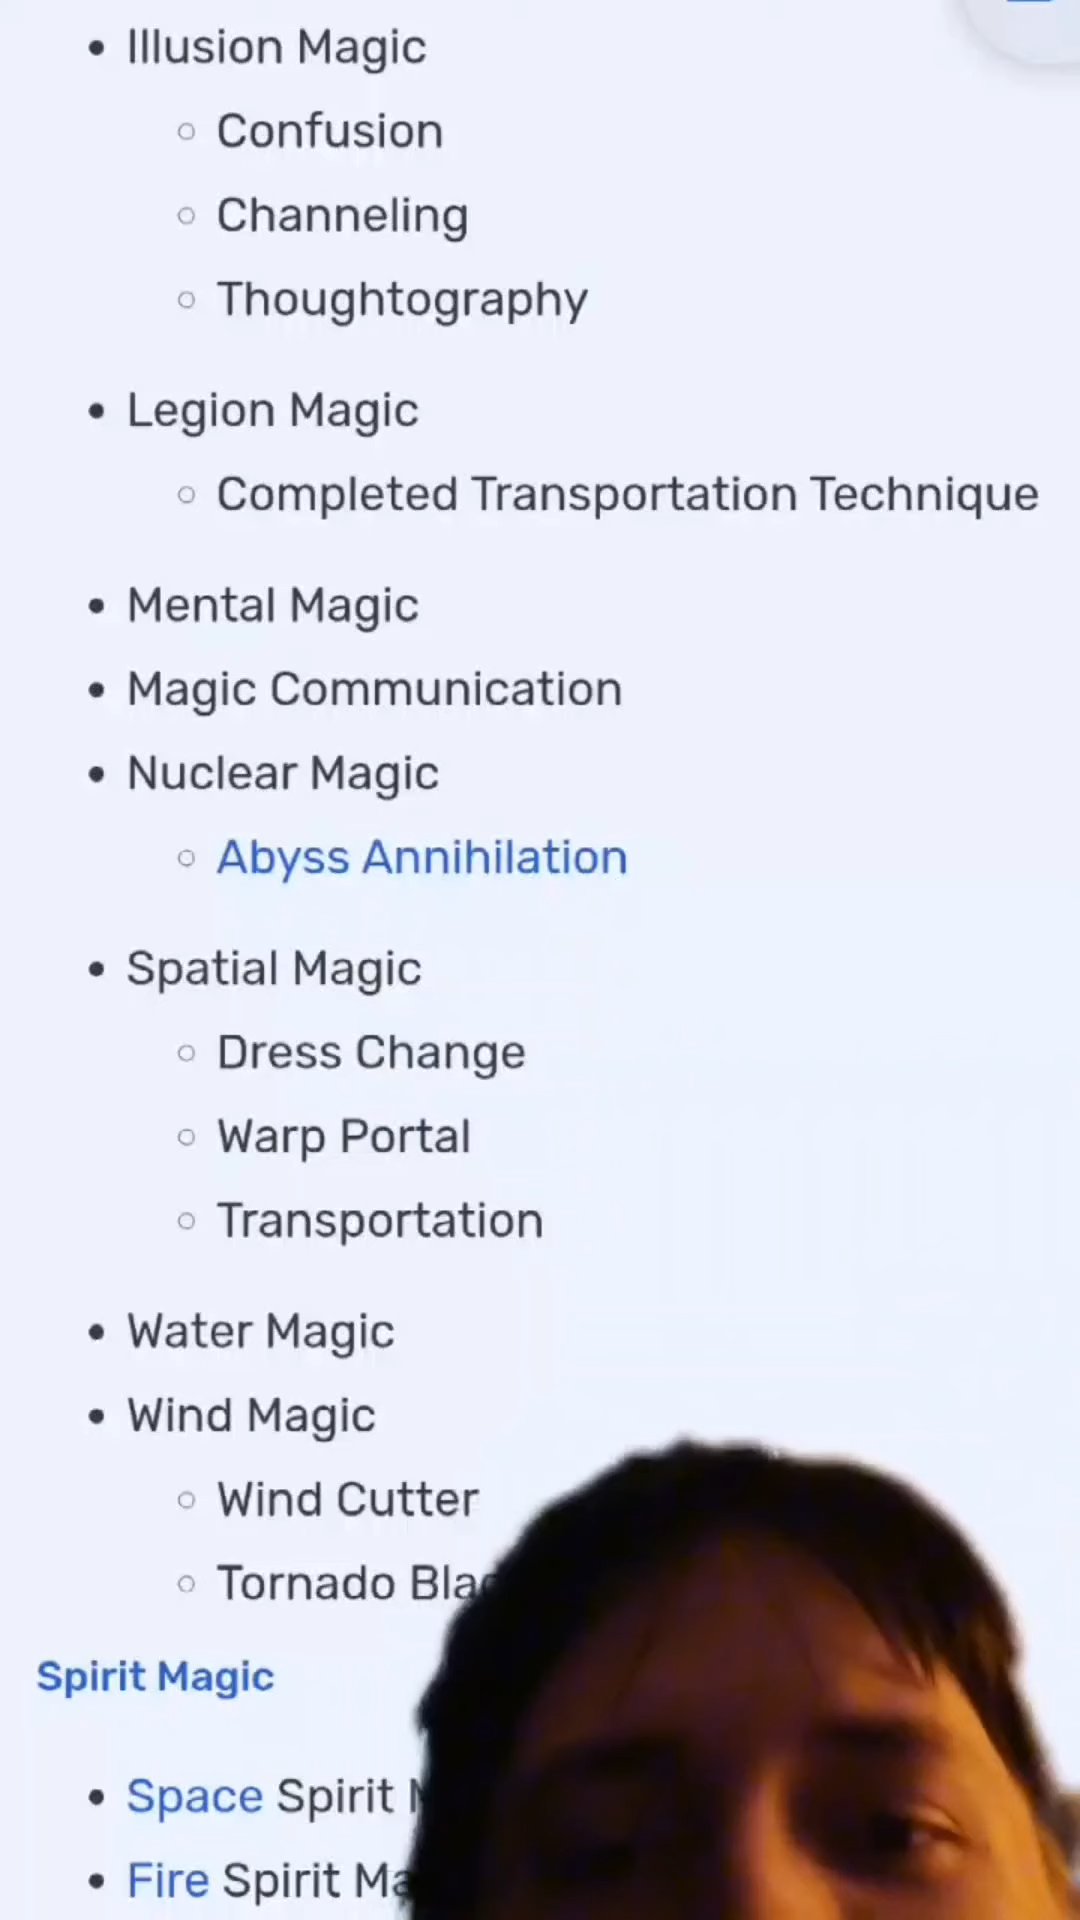 Illusion Magic
Confusion
Channeling
Thoughtography
Legion Magic
Completed Transportation Technique
Mental Magic
Magic Communication
Nuclear Magic
Abyss Annihilation
Spatial Magic
Dress Change
Warp Portal
Transportation
Water Magic
Wind Magic
Wind Cutter
Tornado
Spirit Magic
Space Spirit
Fire Spirit